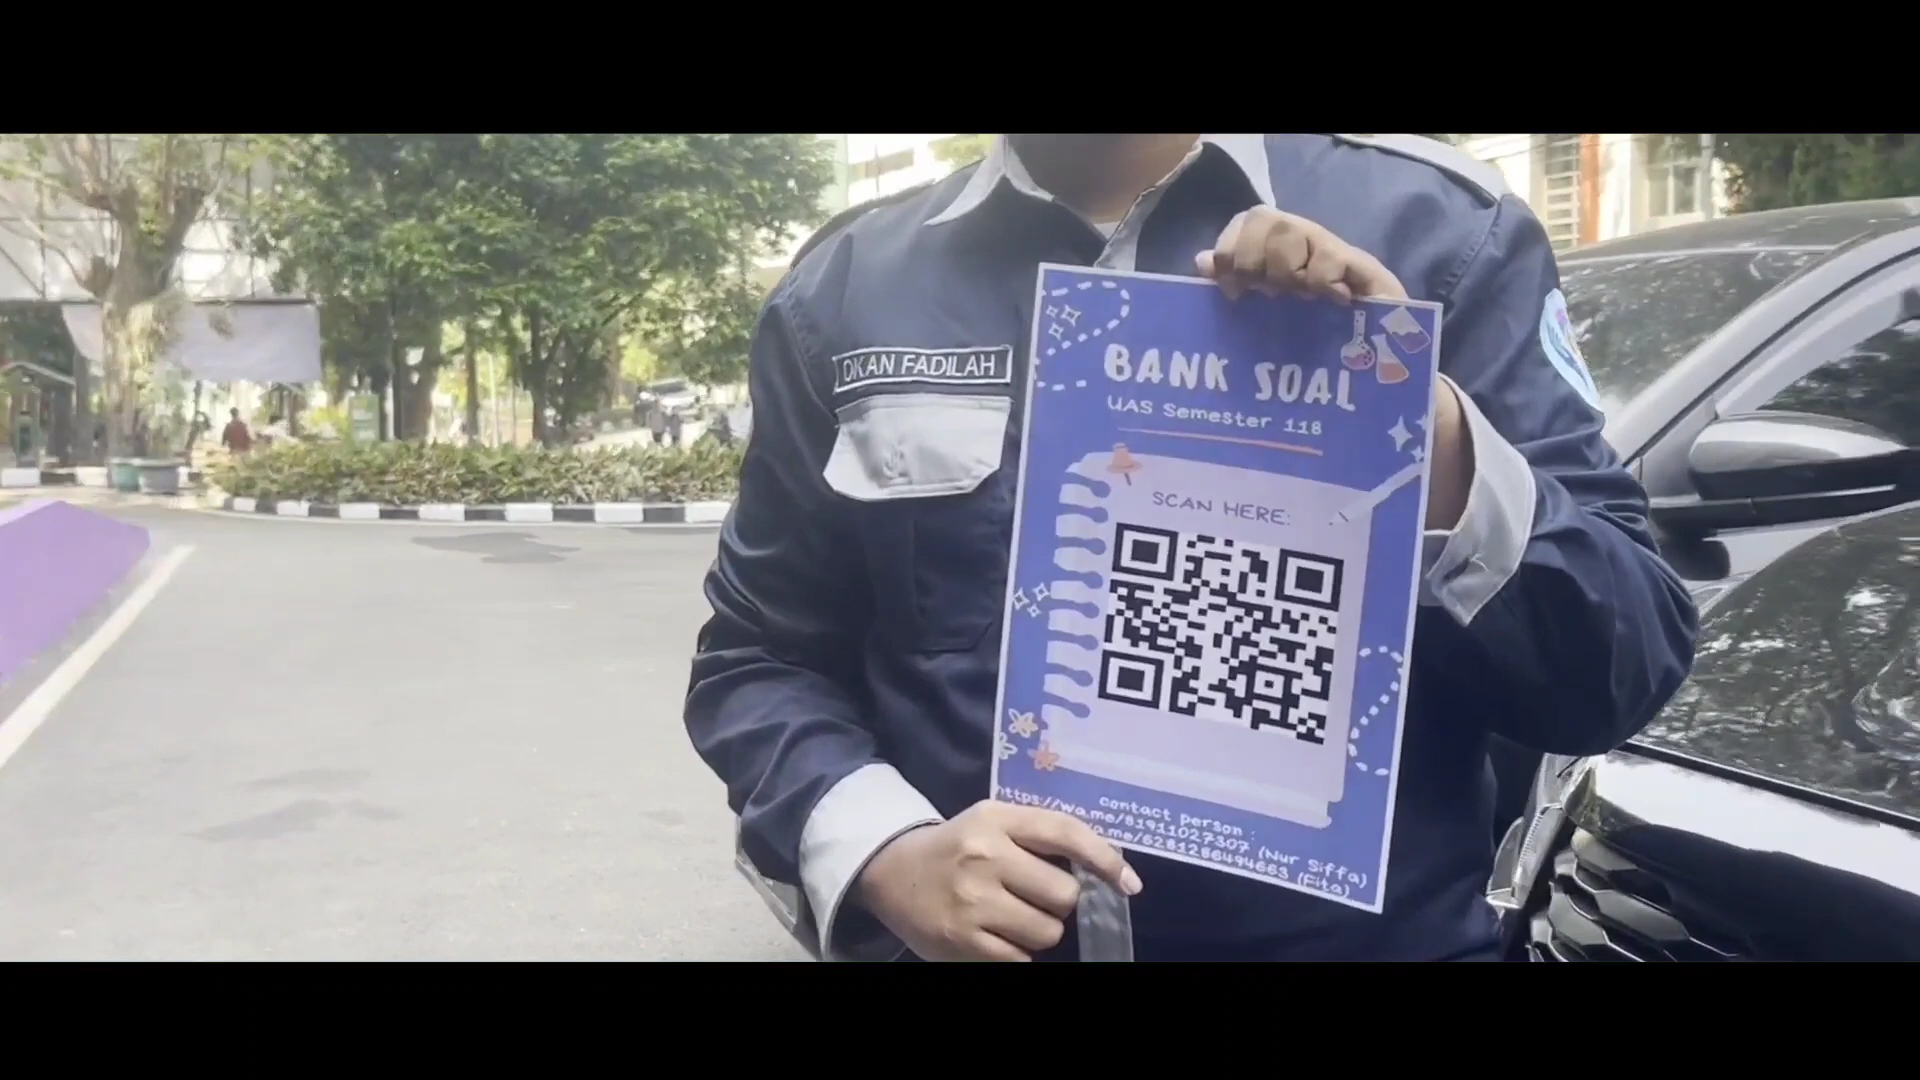 OKAN FADILAH
BANK SOAL
UAS Semester 118
SCAN HERE:
contact person :
https://wa.me/81911027307 (Nur Siffa)
a.me/6281286494663 (Fita)